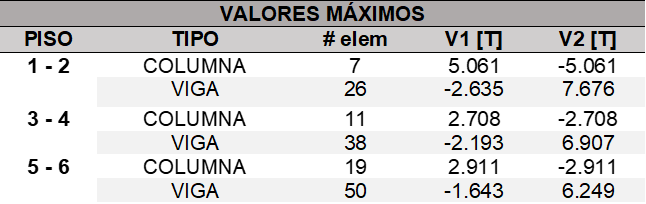 VALORES MÁXIMOS
PISO TIPO # elem V1 [T] V2 [T]
1 - 2 COLUMNA 7 5.061 -5.061
VIGA 26 -2.635 7.676
3 - 4 COLUMNA 11 2.708 -2.708
VIGA 38 -2.193 6.907
5 - 6 COLUMNA 19 2.911 -2.911
VIGA 50 -1.643 6.249